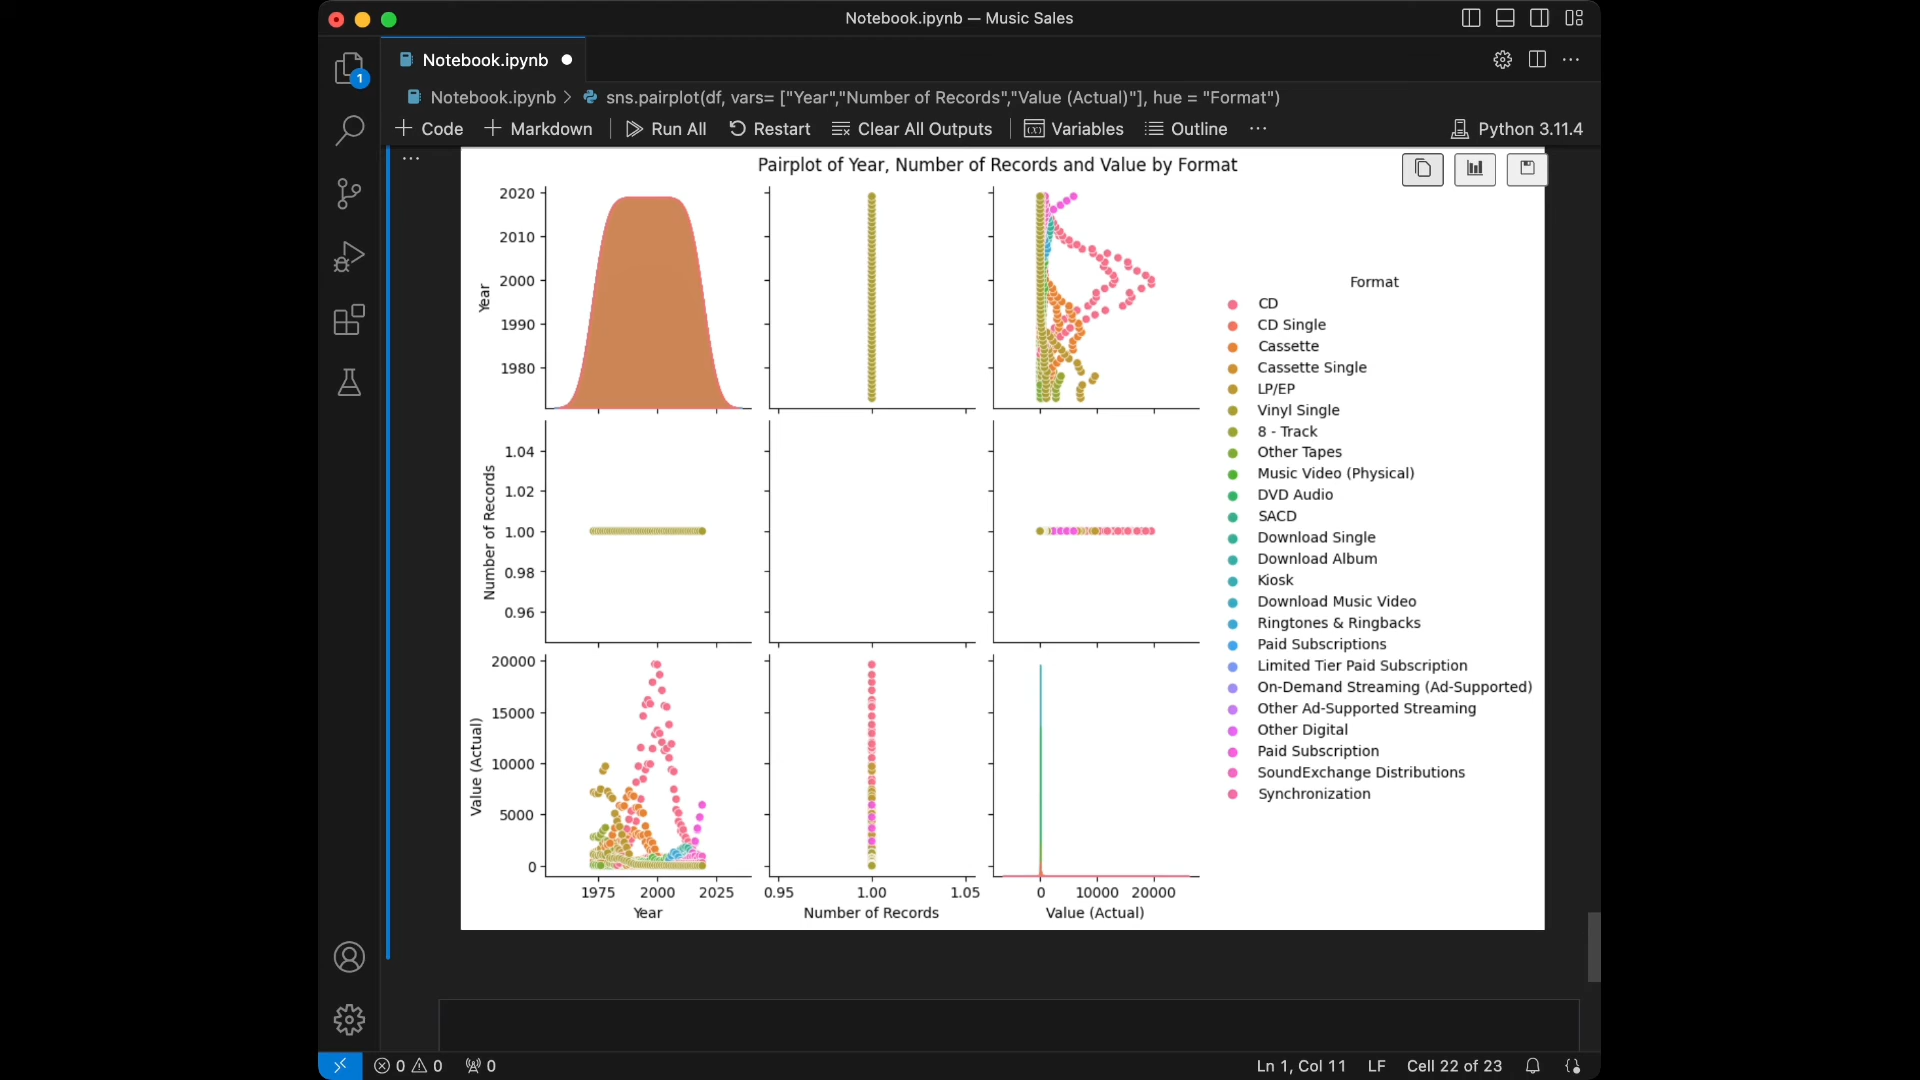 Notebook.ipynb — Music Sales
Notebook.ipynb
1
Notebook.ipynb > sns.pairplot(df, vars= ["Year","Number of Records","Value (Actual)"], hue = "Format")
Code Markdown Run All Restart Clear All Outputs Variables Outline ··· Python 3.11.4
Pairplot of Year, Number of Records and Value by Format
2020
2010
2000
1990
1980
Year
1.04
1.02
1.00
0.98
0.96
Number of Records
20000
15000
10000
5000
0
Value (Actual)
1975 2000 2025
Year
0.95 1.00 1.05
Number of Records
0 10000 20000
Value (Actual)
Format
CD
CD Single
Cassette
Cassette Single
LP/EP
Vinyl Single
8 - Track
Other Tapes
Music Video (Physical)
DVD Audio
SACD
Download Single
Download Album
Kiosk
Download Music Video
Ringtones & Ringbacks
Paid Subscriptions
Limited Tier Paid Subscription
On-Demand Streaming (Ad-Supported)
Other Ad-Supported Streaming
Other Digital
Paid Subscription
SoundExchange Distributions
Synchronization
0 0 0 Ln 1, Col 11 LF Cell 22 of 23